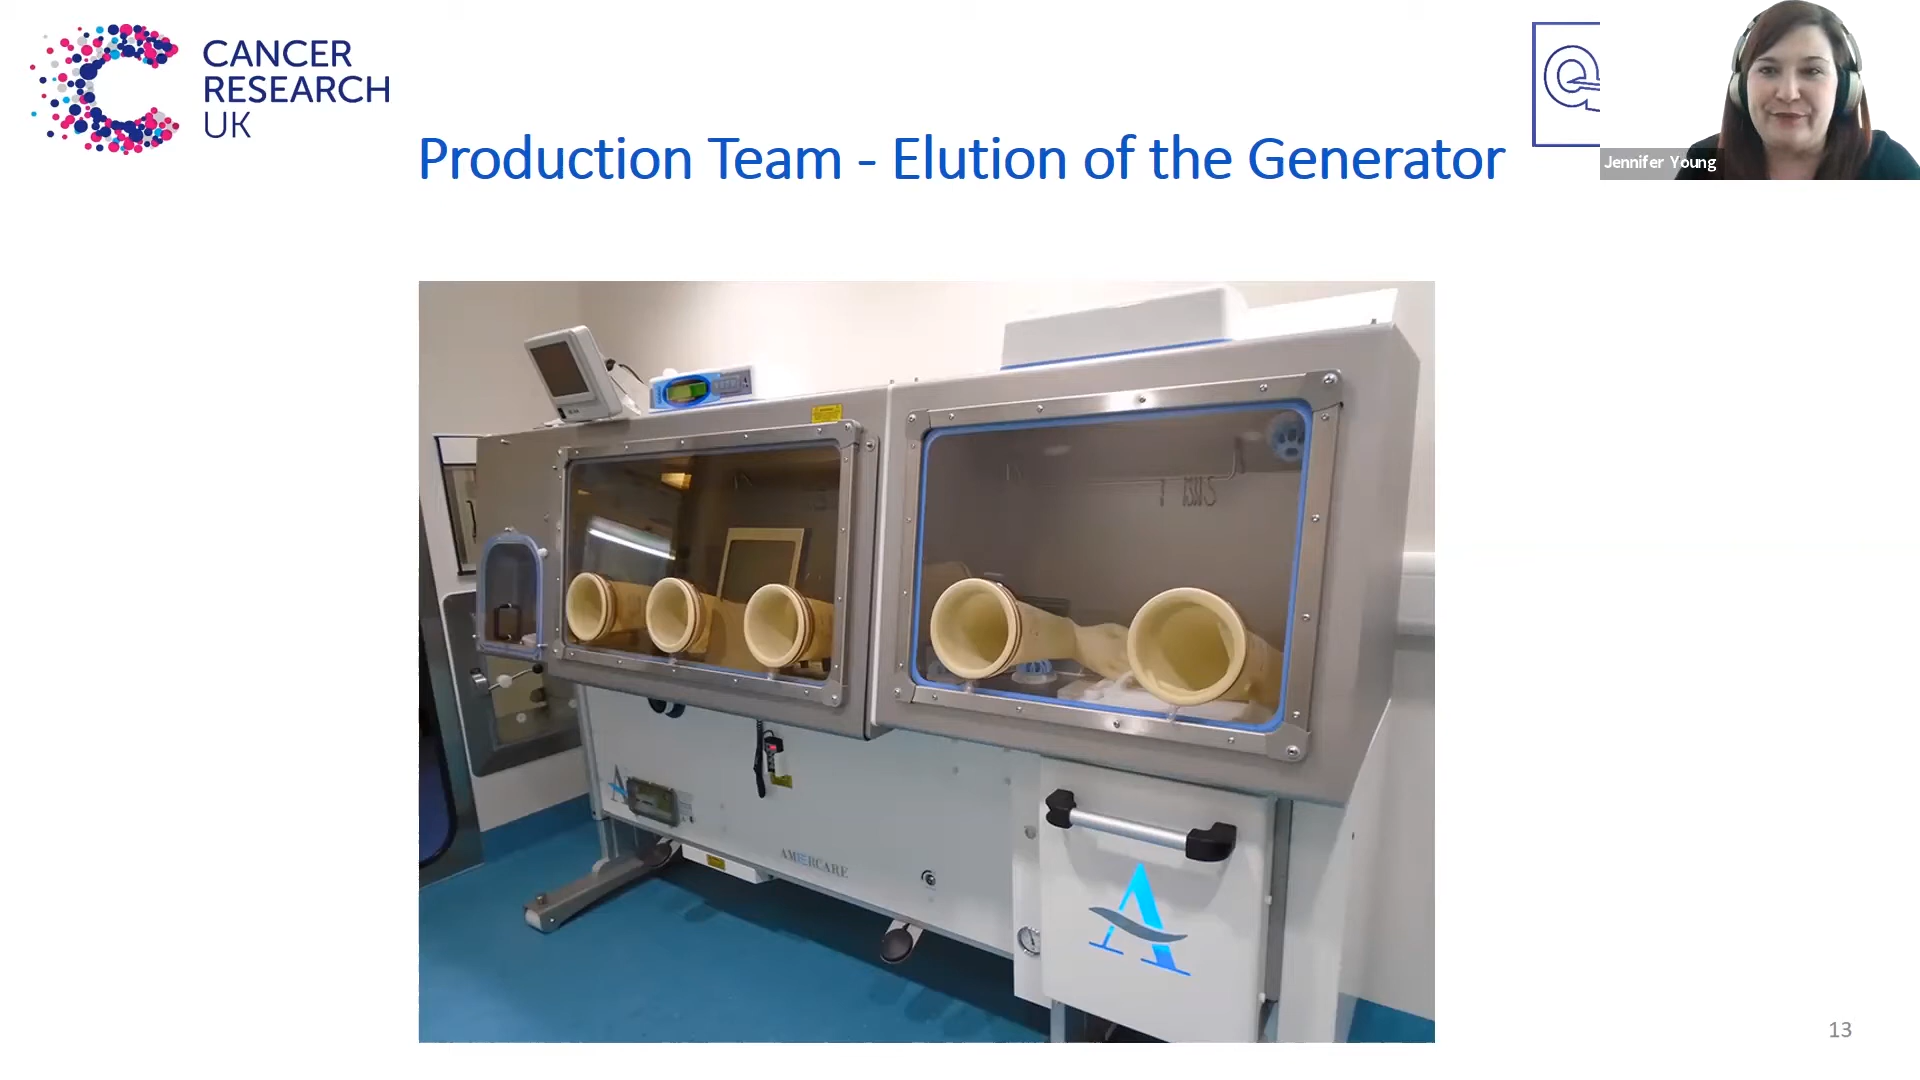 CANCER
RESEARCH
UK
Production Team - Elution of the Generator
Jennifer Young
AMERCARE
13